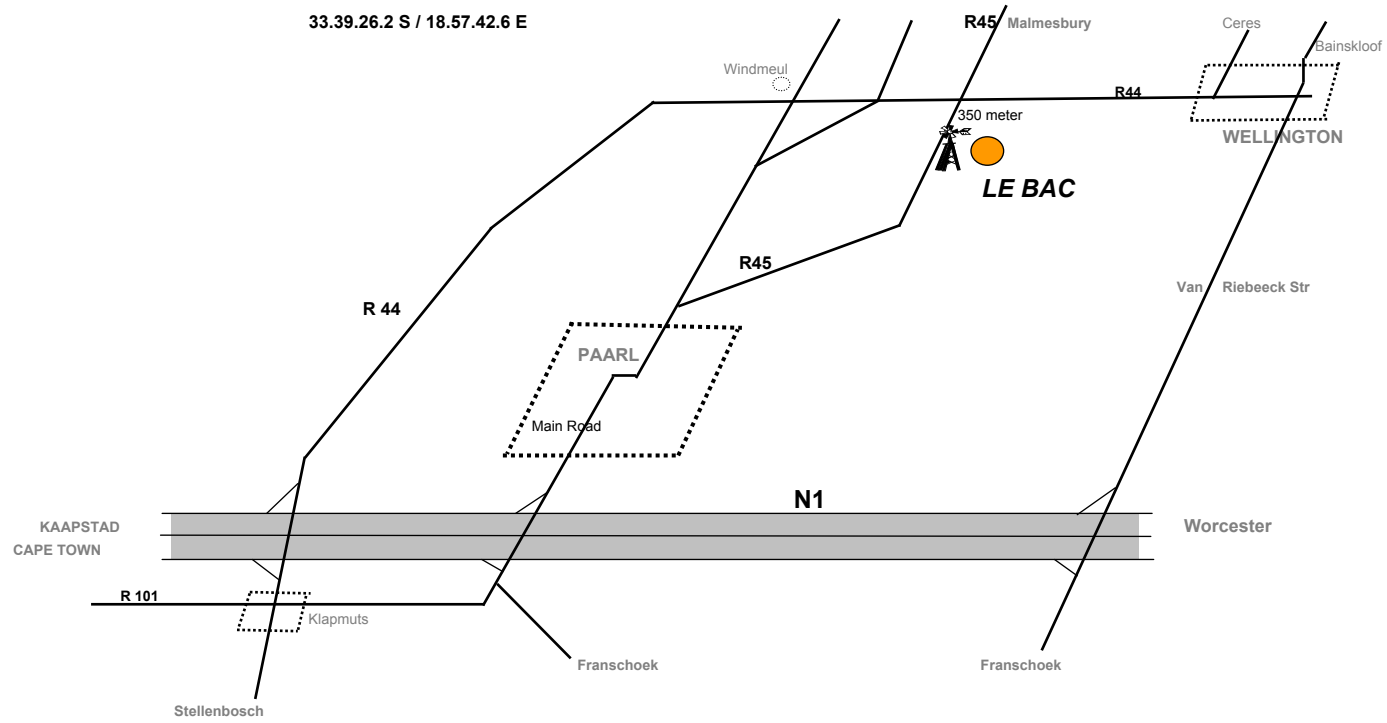 33.39.26.2 S / 18.57.42.6 E
R45 Malmesbury
Ceres
Bainskloof
Windmeul
R44
350 meter
WELLINGTON
LE BAC
R45
Van Riebeeck Str
R 44
PAARL
Main Road
N1
KAAPSTAD
CAPE TOWN
Worcester
R 101
Klapmuts
Franschoek
Franschoek
Stellenbosch